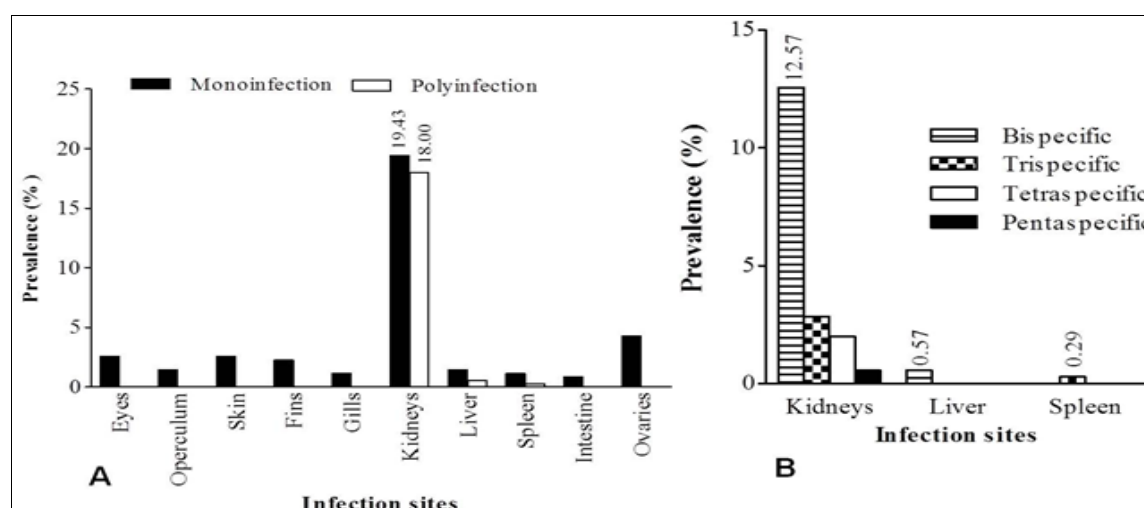 Monoinfection
Polyinfection
25
20
15
10
5
0
Prevalence (%)
19.43
18.00
Eyes
Operculum
Skin
Fins
Gills
Kidneys
Liver
Spleen
Intestine
Ovaries
A
Infection sites
15
10
5
0
Prevalence (%)
12.57
0.57
0.29
Bispecific
Trispecific
Tetraspecific
Pentaspecific
Kidneys
Liver
Spleen
Infection sites
B